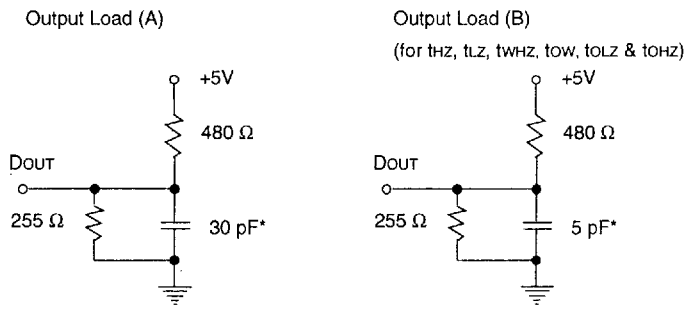 Output Load (A)
+5V
480 Ω
DOUT
255 Ω
30 pF*
Output Load (B)
(for tHZ, tLZ, tWHZ, tOW, tOLZ & tOHZ)
+5V
480 Ω
DOUT
255 Ω
5 pF*